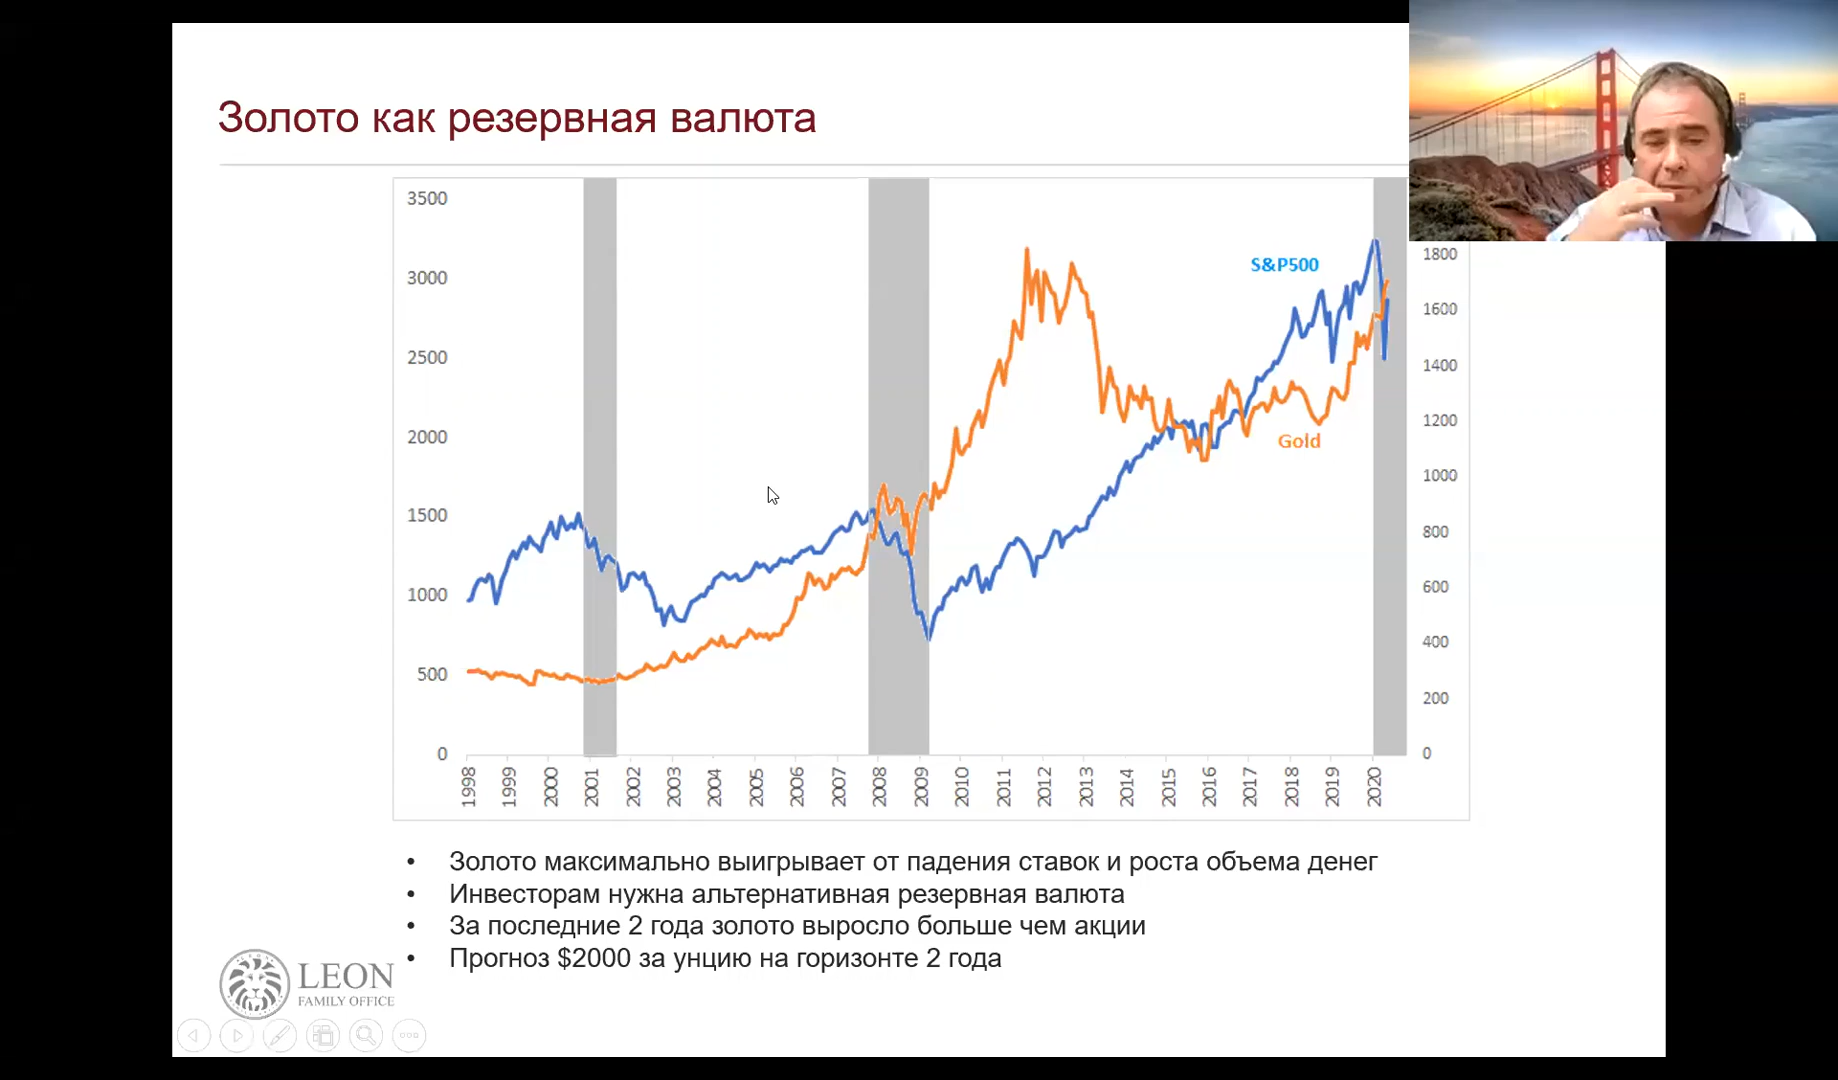 Золото как резервная валюта
3500
3000
2500
2000
1500
1000
500
0
S&P500
Gold
1800
1600
1400
1200
1000
800
600
400
200
0
1998 1999 2000 2001 2002 2003 2004 2005 2006 2007 2008 2009 2010 2011 2012 2013 2014 2015 2016 2017 2018 2019 2020
• Золото максимально выигрывает от падения ставок и роста объема денег
• Инвесторам нужна альтернативная резервная валюта
• За последние 2 года золото выросло больше чем акции
• Прогноз $2000 за унцию на горизонте 2 года
LEON
FAMILY OFFICE